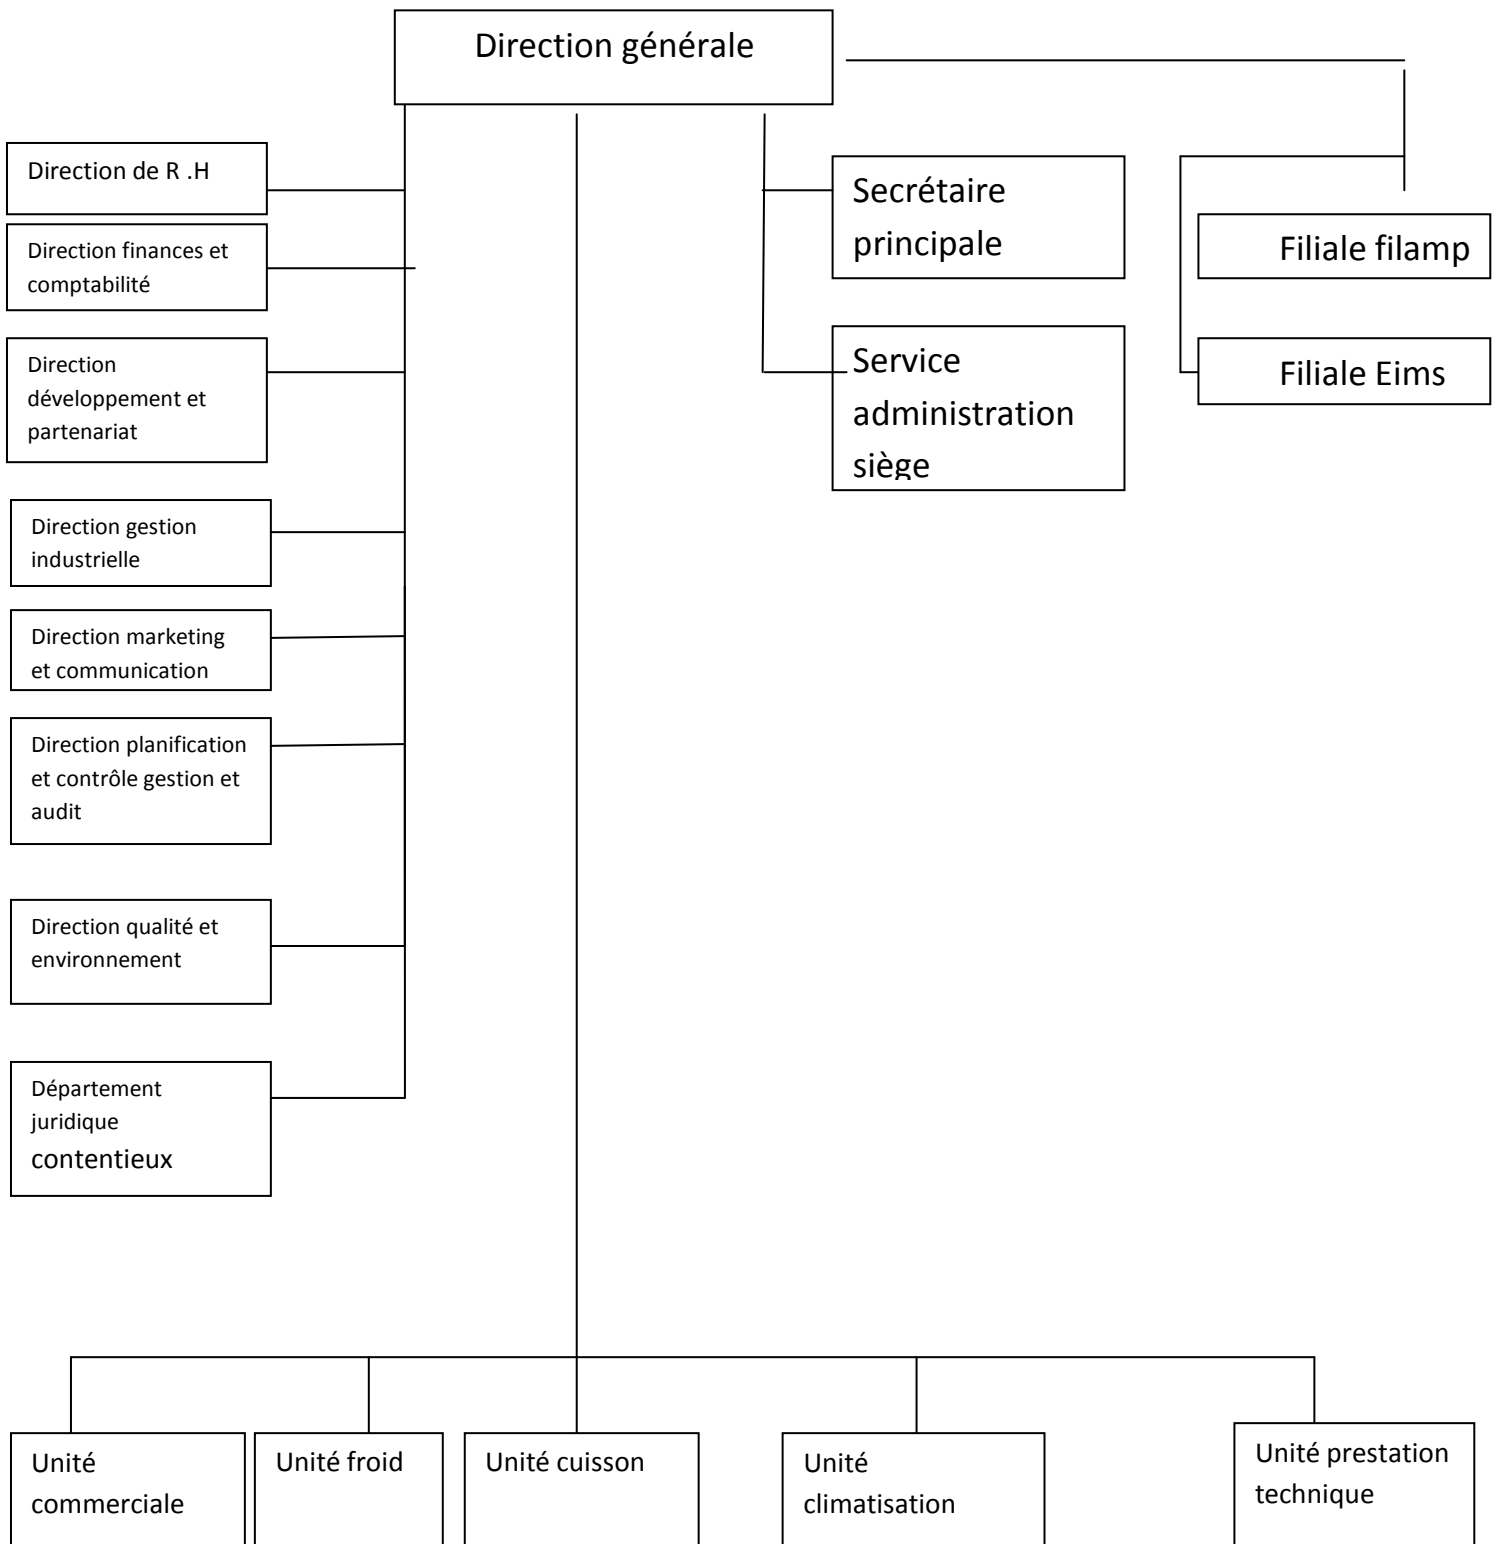 Direction générale
Direction de R .H
Direction finances et
comptabilité
Direction
développement et
partenariat
Direction gestion
industrielle
Direction marketing
et communication
Direction planification
et contrôle gestion et
audit
Direction qualité et
environnement
Département
juridique
contentieux
Secrétaire
principale
Service
administration
siège
Filiale filamp
Filiale Eims
Unité
commerciale
Unité froid
Unité cuisson
Unité
climatisation
Unité prestation
technique